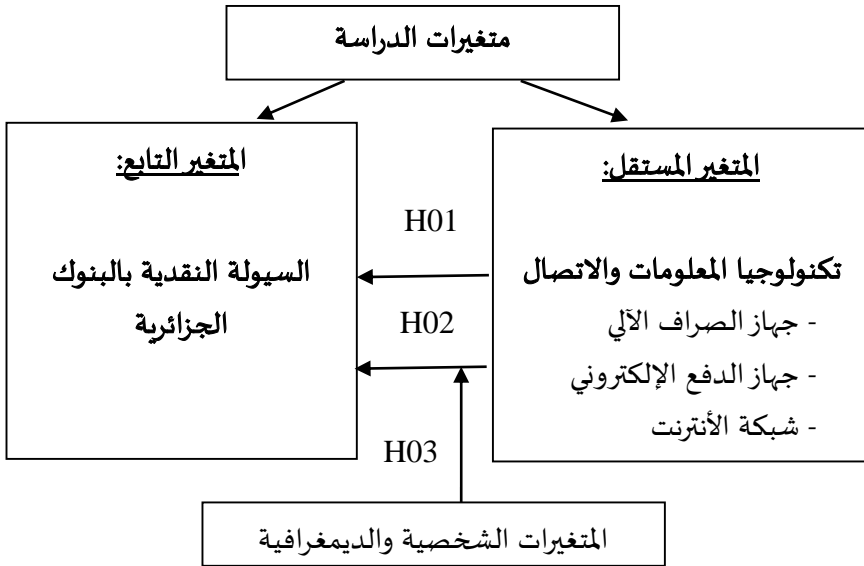 متغيرات الدراسة
المتغير المستقل:
تكنولوجيا المعلومات والاتصال
- جهاز الصراف الآلي
- جهاز الدفع الإلكتروني
- شبكة الأنترنت
H01
H02
H03
المتغير التابع:
السيولة النقدية بالبنوك
الجزائرية
المتغيرات الشخصية والديمغرافية